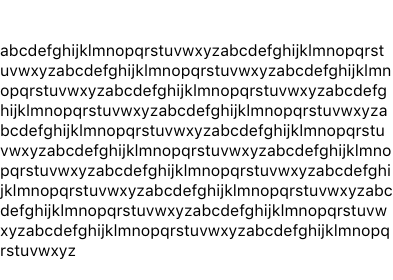 abcdefghijklmnopqrstuvwxyzabcdefghijklmnopqrst
uvwxyzabcdefghijklmnopqrstuvwxyzabcdefghijklmn
opqrstuvwxyzabcdefghijklmnopqrstuvwxyzabcdefg
hijklmnopqrstuvwxyzabcdefghijklmnopqrstuvwxyza
bcdefghijklmnopqrstuvwxyzabcdefghijklmnopqrstu
vwxyzabcdefghijklmnopqrstuvwxyzabcdefghijklmno
pqrstuvwxyzabcdefghijklmnopqrstuvwxyzabcdefghi
jklmnopqrstuvwxyzabcdefghijklmnopqrstuvwxyzabc
defghijklmnopqrstuvwxyzabcdefghijklmnopqrstuvw
xyzabcdefghijklmnopqrstuvwxyzabcdefghijklmnopq
rstuvwxyz